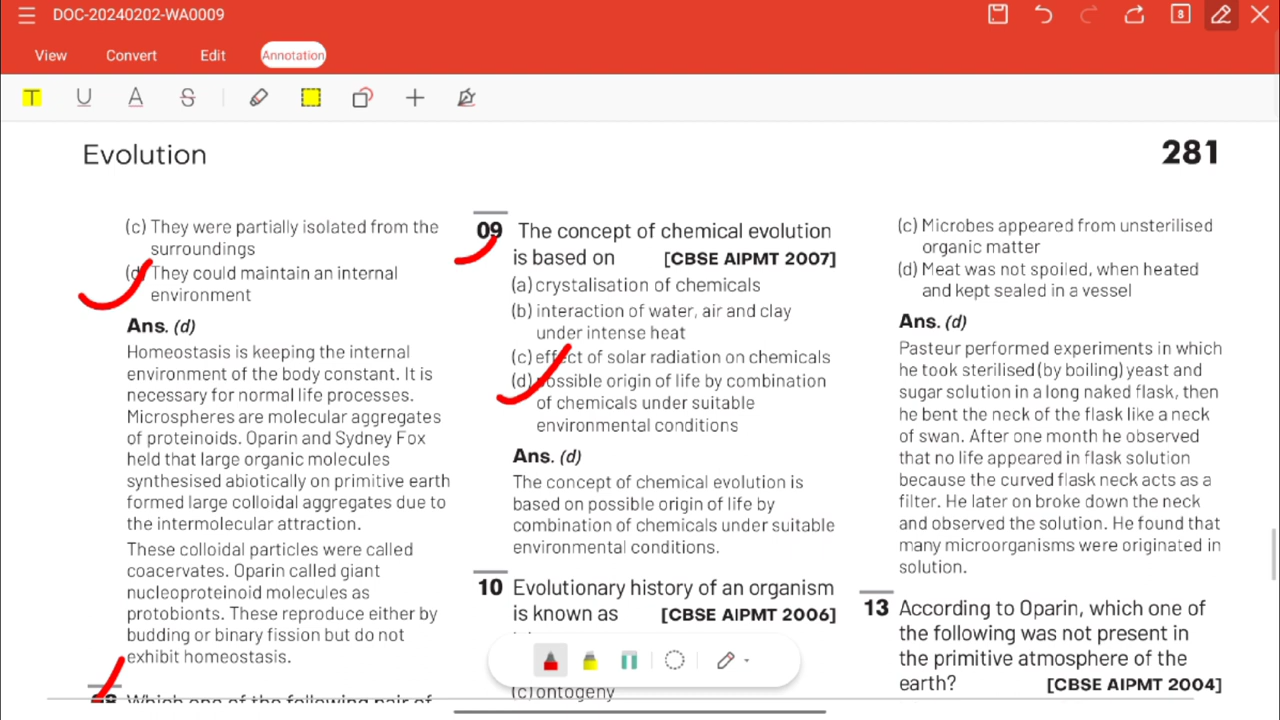 DOC-20240202-WA0009
8
View
Convert
Edit
Annotation
T
U
A
S
Evolution
281
(c) They were partially isolated from the
surroundings
(d) They could maintain an internal
environment
Ans. (d)
Homeostasis is keeping the internal
environment of the body constant. It is
necessary for normal life processes.
Microspheres are molecular aggregates
of proteinoids. Oparin and Sydney Fox
held that large organic molecules
synthesised abiotically on primitive earth
formed large colloidal aggregates due to
the intermolecular attraction.
These colloidal particles were called
coacervates. Oparin called giant
nucleoproteinoid molecules as
protobionts. These reproduce either by
budding or binary fission but do not
exhibit homeostasis.
Which one of the following pair of
09 The concept of chemical evolution
is based on [CBSE AIPMT 2007]
(a) crystalisation of chemicals
(b) interaction of water, air and clay
under intense heat
(c) effect of solar radiation on chemicals
(d) possible origin of life by combination
of chemicals under suitable
environmental conditions
Ans. (d)
The concept of chemical evolution is
based on possible origin of life by
combination of chemicals under suitable
environmental conditions.
10 Evolutionary history of an organism
is known as [CBSE AIPMT 2006]
(c) ontogeny
(c) Microbes appeared from unsterilised
organic matter
(d) Meat was not spoiled, when heated
and kept sealed in a vessel
Ans. (d)
Pasteur performed experiments in which
he took sterilised (by boiling) yeast and
sugar solution in a long naked flask, then
he bent the neck of the flask like a neck
of swan. After one month he observed
that no life appeared in flask solution
because the curved flask neck acts as a
filter. He later on broke down the neck
and observed the solution. He found that
many microorganisms were originated in
solution.
13 According to Oparin, which one of
the following was not present in
the primitive atmosphere of the
earth? [CBSE AIPMT 2004]